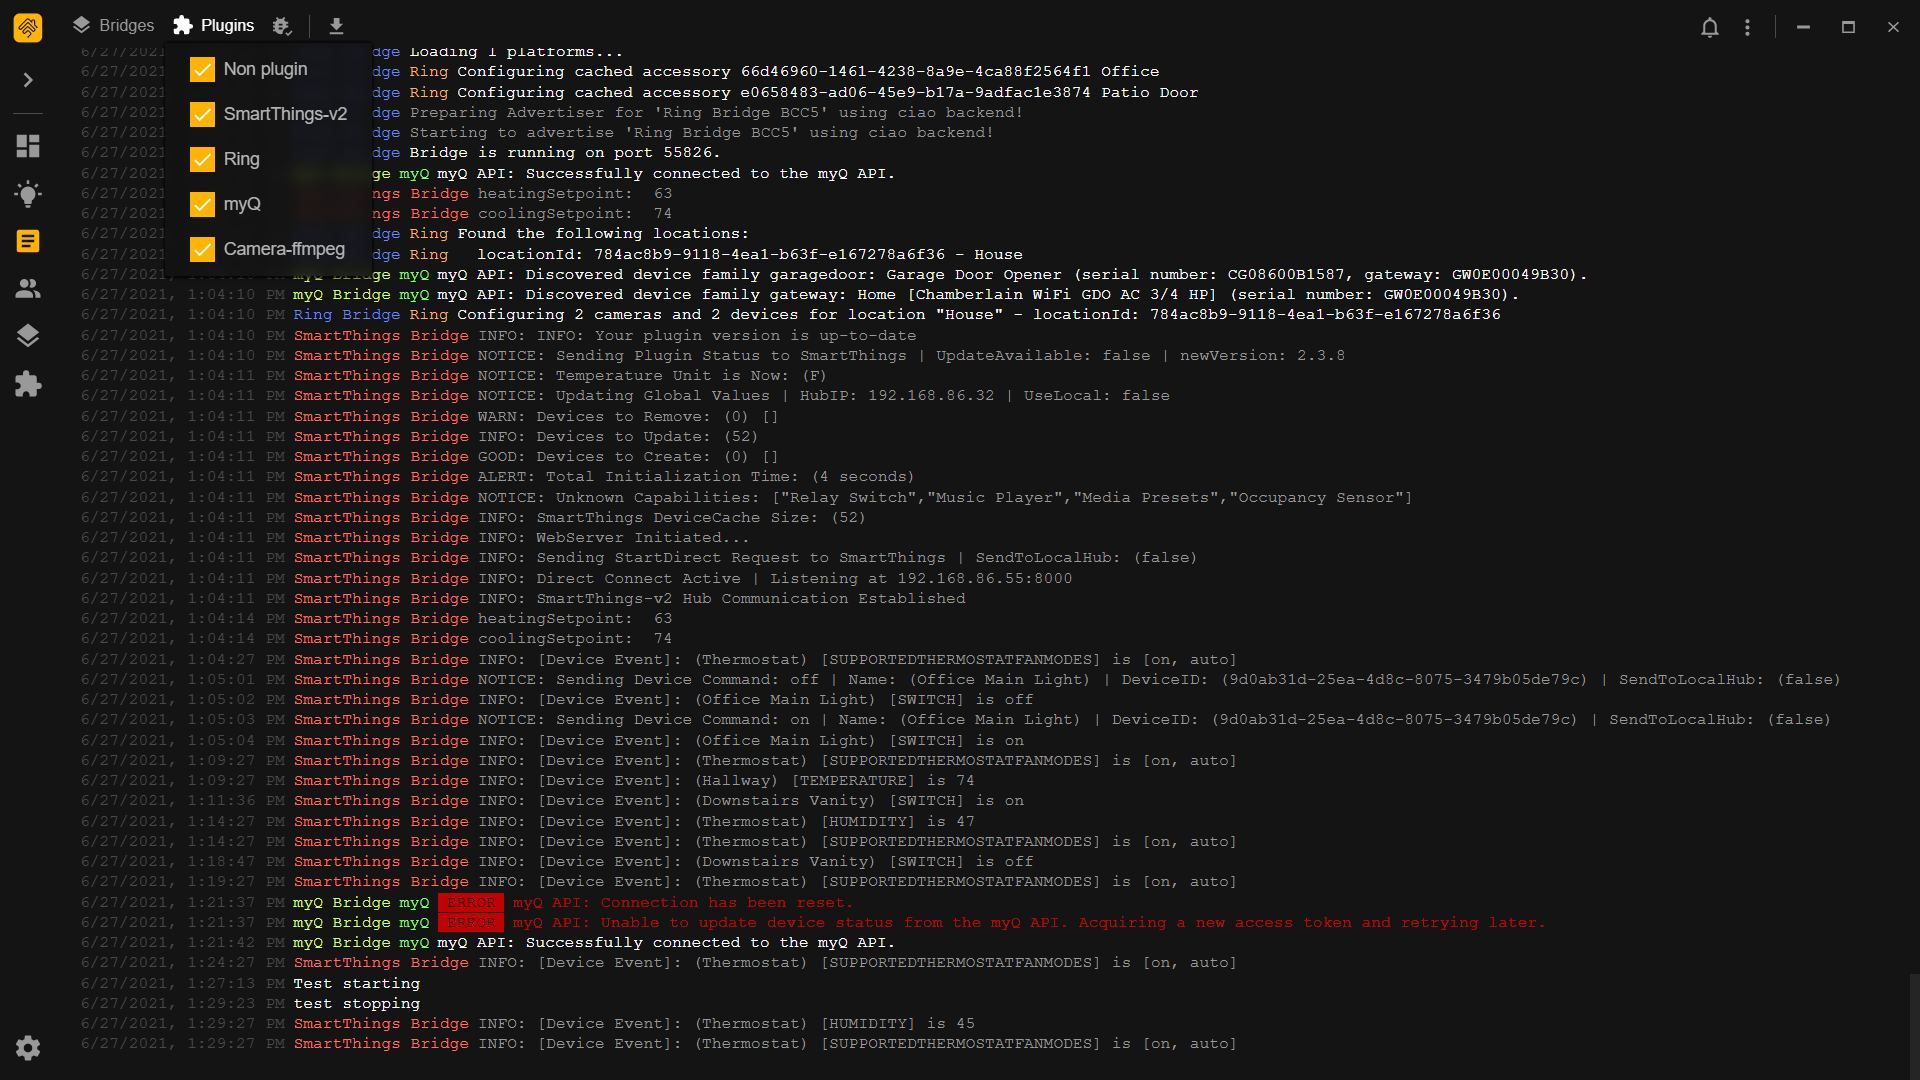 Bridges Plugins
Non plugin
SmartThings-v2
Ring
myQ
Camera-ffmpeg
6/27/2021 dge Loading 1 platforms...
6/27/2021 dge Ring Configuring cached accessory 66d46960-1461-4238-8a9e-4ca88f2564f1 Office
6/27/2021 dge Ring Configuring cached accessory e0658483-ad06-45e9-b17a-9adfac1e3874 Patio Door
6/27/2021 dge Preparing Advertiser for 'Ring Bridge BCC5' using ciao backend!
6/27/2021 dge Starting to advertise 'Ring Bridge BCC5' using ciao backend!
6/27/2021 dge Bridge is running on port 55826.
6/27/2021 ge myQ myQ API: Successfully connected to the myQ API.
6/27/2021 ngs Bridge heatingSetpoint: 63
6/27/2021 ngs Bridge coolingSetpoint: 74
6/27/2021 dge Ring Found the following locations:
6/27/2021 dge Ring locationId: 784ac8b9-9118-4ea1-b63f-e167278a6f36 - House
6/27/2021, 1:04:10 PM myQ Bridge myQ myQ API: Discovered device family garagedoor: Garage Door Opener (serial number: CG08600B1587, gateway: GW0E00049B30).
6/27/2021, 1:04:10 PM myQ Bridge myQ myQ API: Discovered device family gateway: Home [Chamberlain WiFi GDO AC 3/4 HP] (serial number: GW0E00049B30).
6/27/2021, 1:04:10 PM Ring Bridge Ring Configuring 2 cameras and 2 devices for location "House" - locationId: 784ac8b9-9118-4ea1-b63f-e167278a6f36
6/27/2021, 1:04:10 PM SmartThings Bridge INFO: INFO: Your plugin version is up-to-date
6/27/2021, 1:04:10 PM SmartThings Bridge NOTICE: Sending Plugin Status to SmartThings | UpdateAvailable: false | newVersion: 2.3.8
6/27/2021, 1:04:11 PM SmartThings Bridge NOTICE: Temperature Unit is Now: (F)
6/27/2021, 1:04:11 PM SmartThings Bridge NOTICE: Updating Global Values | HubIP: 192.168.86.32 | UseLocal: false
6/27/2021, 1:04:11 PM SmartThings Bridge WARN: Devices to Remove: (0) []
6/27/2021, 1:04:11 PM SmartThings Bridge INFO: Devices to Update: (52)
6/27/2021, 1:04:11 PM SmartThings Bridge GOOD: Devices to Create: (0) []
6/27/2021, 1:04:11 PM SmartThings Bridge ALERT: Total Initialization Time: (4 seconds)
6/27/2021, 1:04:11 PM SmartThings Bridge NOTICE: Unknown Capabilities: ["Relay Switch","Music Player","Media Presets","Occupancy Sensor"]
6/27/2021, 1:04:11 PM SmartThings Bridge INFO: SmartThings DeviceCache Size: (52)
6/27/2021, 1:04:11 PM SmartThings Bridge INFO: WebServer Initiated...
6/27/2021, 1:04:11 PM SmartThings Bridge INFO: Sending StartDirect Request to SmartThings | SendToLocalHub: (false)
6/27/2021, 1:04:11 PM SmartThings Bridge INFO: Direct Connect Active | Listening at 192.168.86.55:8000
6/27/2021, 1:04:11 PM SmartThings Bridge INFO: SmartThings-v2 Hub Communication Established
6/27/2021, 1:04:14 PM SmartThings Bridge heatingSetpoint: 63
6/27/2021, 1:04:14 PM SmartThings Bridge coolingSetpoint: 74
6/27/2021, 1:04:27 PM SmartThings Bridge INFO: [Device Event]: (Thermostat) [SUPPORTEDTHERMOSTATFANMODES] is [on, auto]
6/27/2021, 1:05:01 PM SmartThings Bridge NOTICE: Sending Device Command: off | Name: (Office Main Light) | DeviceID: (9d0ab31d-25ea-4d8c-8075-3479b05de79c) | SendToLocalHub: (false)
6/27/2021, 1:05:02 PM SmartThings Bridge INFO: [Device Event]: (Office Main Light) [SWITCH] is off
6/27/2021, 1:05:03 PM SmartThings Bridge NOTICE: Sending Device Command: on | Name: (Office Main Light) | DeviceID: (9d0ab31d-25ea-4d8c-8075-3479b05de79c) | SendToLocalHub: (false)
6/27/2021, 1:05:04 PM SmartThings Bridge INFO: [Device Event]: (Office Main Light) [SWITCH] is on
6/27/2021, 1:09:27 PM SmartThings Bridge INFO: [Device Event]: (Thermostat) [SUPPORTEDTHERMOSTATFANMODES] is [on, auto]
6/27/2021, 1:09:27 PM SmartThings Bridge INFO: [Device Event]: (Hallway) [TEMPERATURE] is 74
6/27/2021, 1:11:36 PM SmartThings Bridge INFO: [Device Event]: (Downstairs Vanity) [SWITCH] is on
6/27/2021, 1:14:27 PM SmartThings Bridge INFO: [Device Event]: (Thermostat) [HUMIDITY] is 47
6/27/2021, 1:14:27 PM SmartThings Bridge INFO: [Device Event]: (Thermostat) [SUPPORTEDTHERMOSTATFANMODES] is [on, auto]
6/27/2021, 1:18:47 PM SmartThings Bridge INFO: [Device Event]: (Downstairs Vanity) [SWITCH] is off
6/27/2021, 1:19:27 PM SmartThings Bridge INFO: [Device Event]: (Thermostat) [SUPPORTEDTHERMOSTATFANMODES] is [on, auto]
6/27/2021, 1:21:37 PM myQ Bridge myQ ERROR myQ API: Connection has been reset.
6/27/2021, 1:21:37 PM myQ Bridge myQ ERROR myQ API: Unable to update device status from the myQ API. Acquiring a new access token and retrying later.
6/27/2021, 1:21:42 PM myQ Bridge myQ myQ API: Successfully connected to the myQ API.
6/27/2021, 1:24:27 PM SmartThings Bridge INFO: [Device Event]: (Thermostat) [SUPPORTEDTHERMOSTATFANMODES] is [on, auto]
6/27/2021, 1:27:13 PM Test starting
6/27/2021, 1:29:23 PM test stopping
6/27/2021, 1:29:27 PM SmartThings Bridge INFO: [Device Event]: (Thermostat) [HUMIDITY] is 45
6/27/2021, 1:29:27 PM SmartThings Bridge INFO: [Device Event]: (Thermostat) [SUPPORTEDTHERMOSTATFANMODES] is [on, auto]